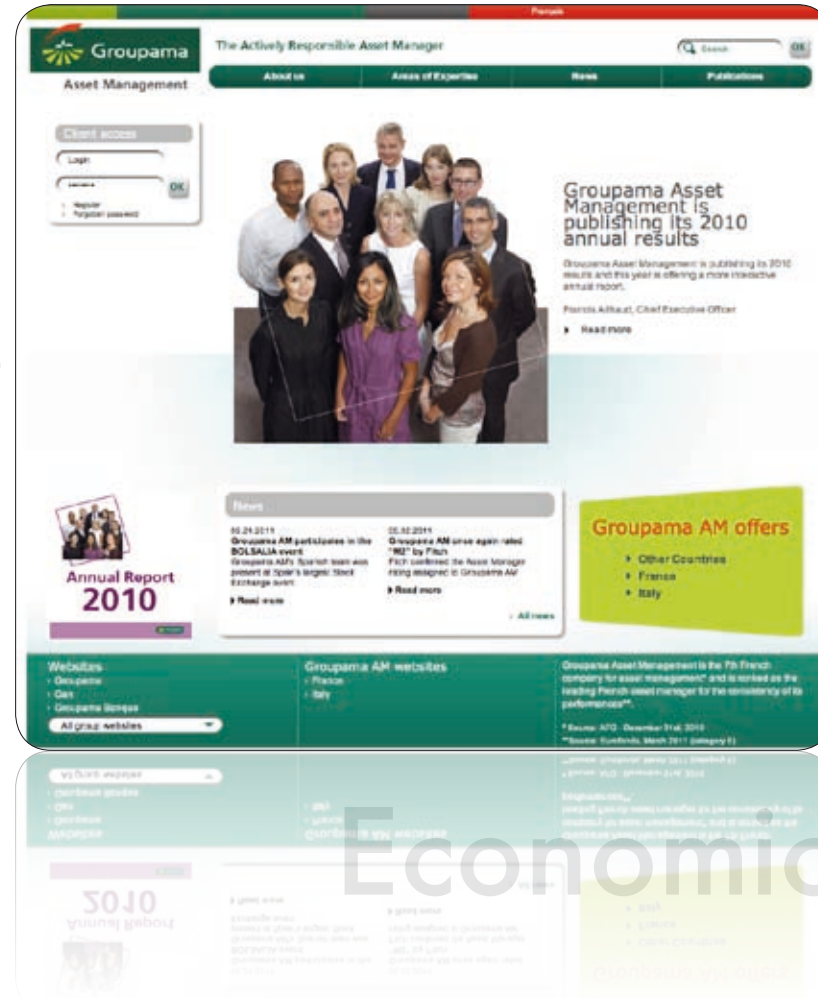 Français
Groupama
Asset Management
The Actively Responsible Asset Manager
Search
OK
About us
Areas of Expertise
News
Publications
Client access
Login
OK
Register
Forgotten password
Groupama Asset
Management is
publishing its 2010
annual results
Groupama Asset Management is publishing its 2010
results and this year is offering a more interactive
annual report.
Francis Ailhaud, Chief Executive Officer
Read more
Annual Report
2010
News
Groupama AM participates in the
BOLSALIA event
Groupama AM's Spanish team was
present at Spain's largest Stock
Exchange event
Read more
Groupama AM once again rated
"M2" by Fitch
Fitch confirmed the Asset Manager
rating assigned to Groupama AM
Read more
All news
Groupama AM offers
Other Countries
France
Italy
Websites
Groupama
Gan
Groupama Banque
All group websites
Groupama AM websites
France
Italy
Groupama Asset Management is the 7th French
company for asset management* and is ranked as the
leading French asset manager for the consistency of its
performances**.
* Source: AFG - December 31st, 2010
**Source: Eurofonds, March 2011 (category II)
Economic